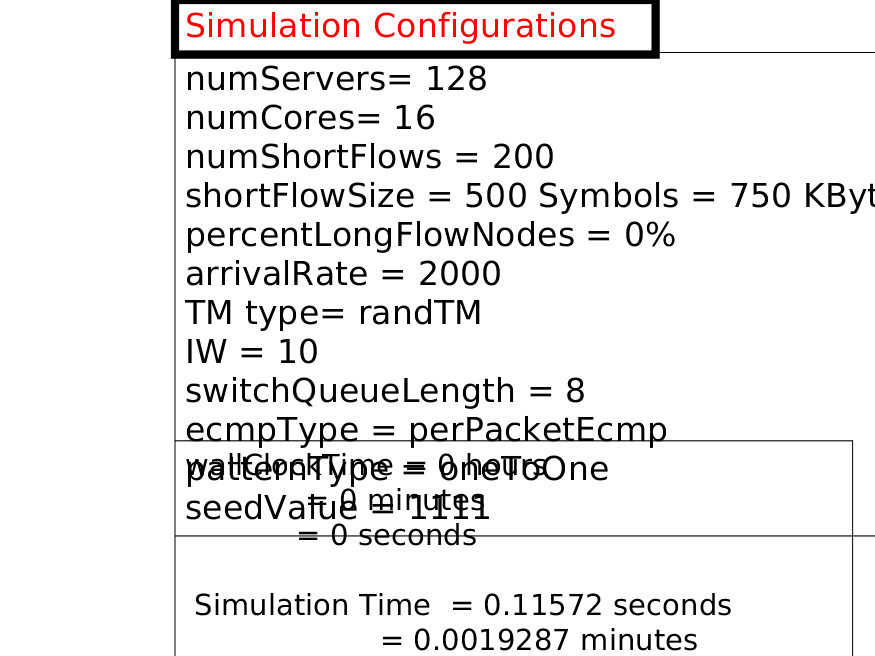 Simulation Configurations
numServers= 128
numCores= 16
numShortFlows = 200
shortFlowSize = 500 Symbols = 750 KByt
percentLongFlowNodes = 0%
arrivalRate = 2000
TM type= randTM
IW = 10
switchQueueLength = 8
ecmpType = perPacketEcmp
wallClockTime = 0 hours
patternType = oneToOne
= 0 minutes
seedValue = 1111
= 0 seconds
Simulation Time = 0.11572 seconds
= 0.0019287 minutes